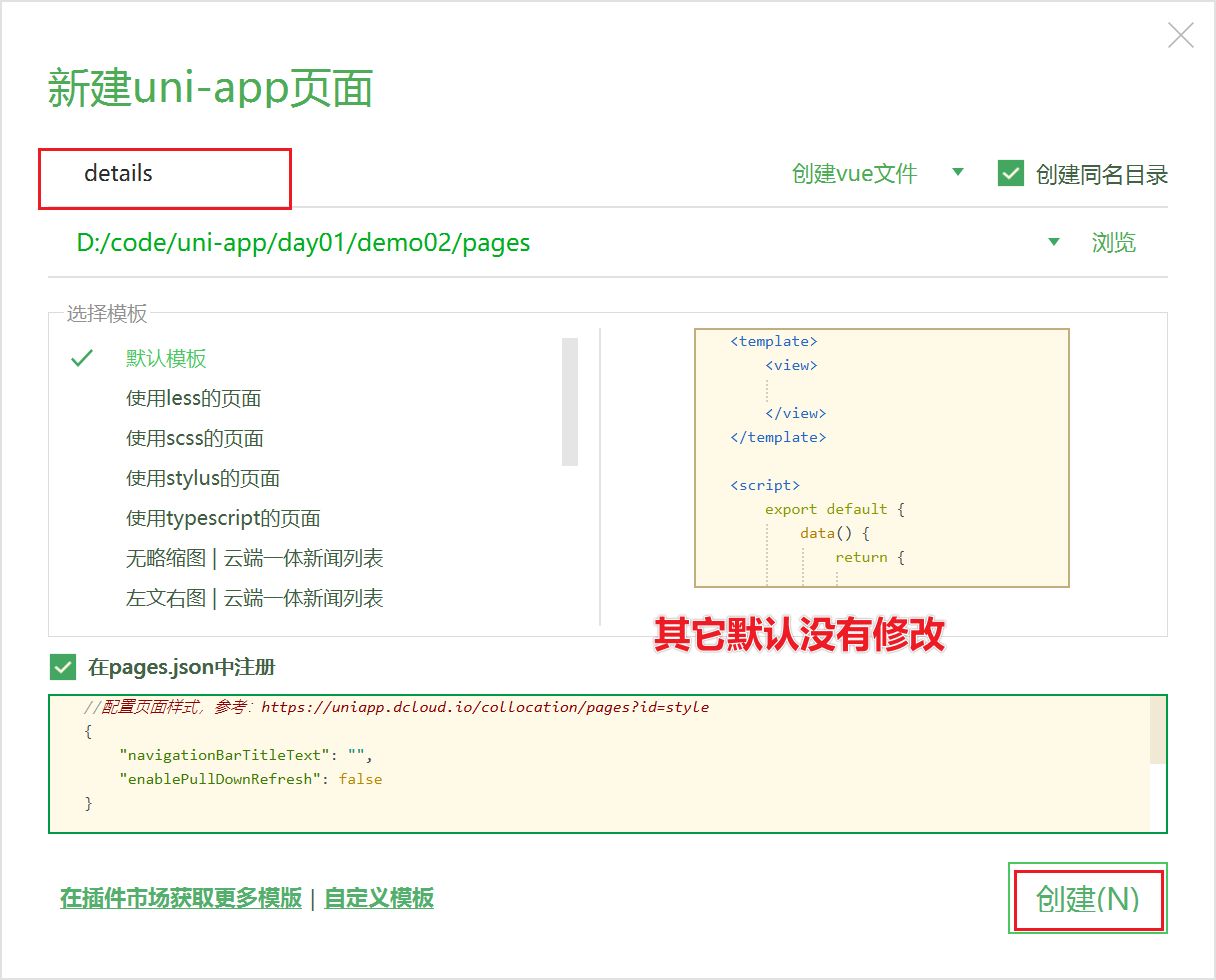 新建uni-app页面
details
创建vue文件
创建同名目录
D:/code/uni-app/day01/demo02/pages
浏览
选择模板
默认模板
使用less的页面
使用scss的页面
使用stylus的页面
使用typescript的页面
无略缩图 | 云端一体新闻列表
左文右图 | 云端一体新闻列表
<template>
<view>
</view>
</template>
<script>
export default {
data() {
return {
其它默认没有修改
在pages.json中注册
//配置页面样式，参考：https://uniapp.dcloud.io/collocation/pages?id=style
{
"navigationBarTitleText": "",
"enablePullDownRefresh": false
}
在插件市场获取更多模版 | 自定义模板
创建(N)